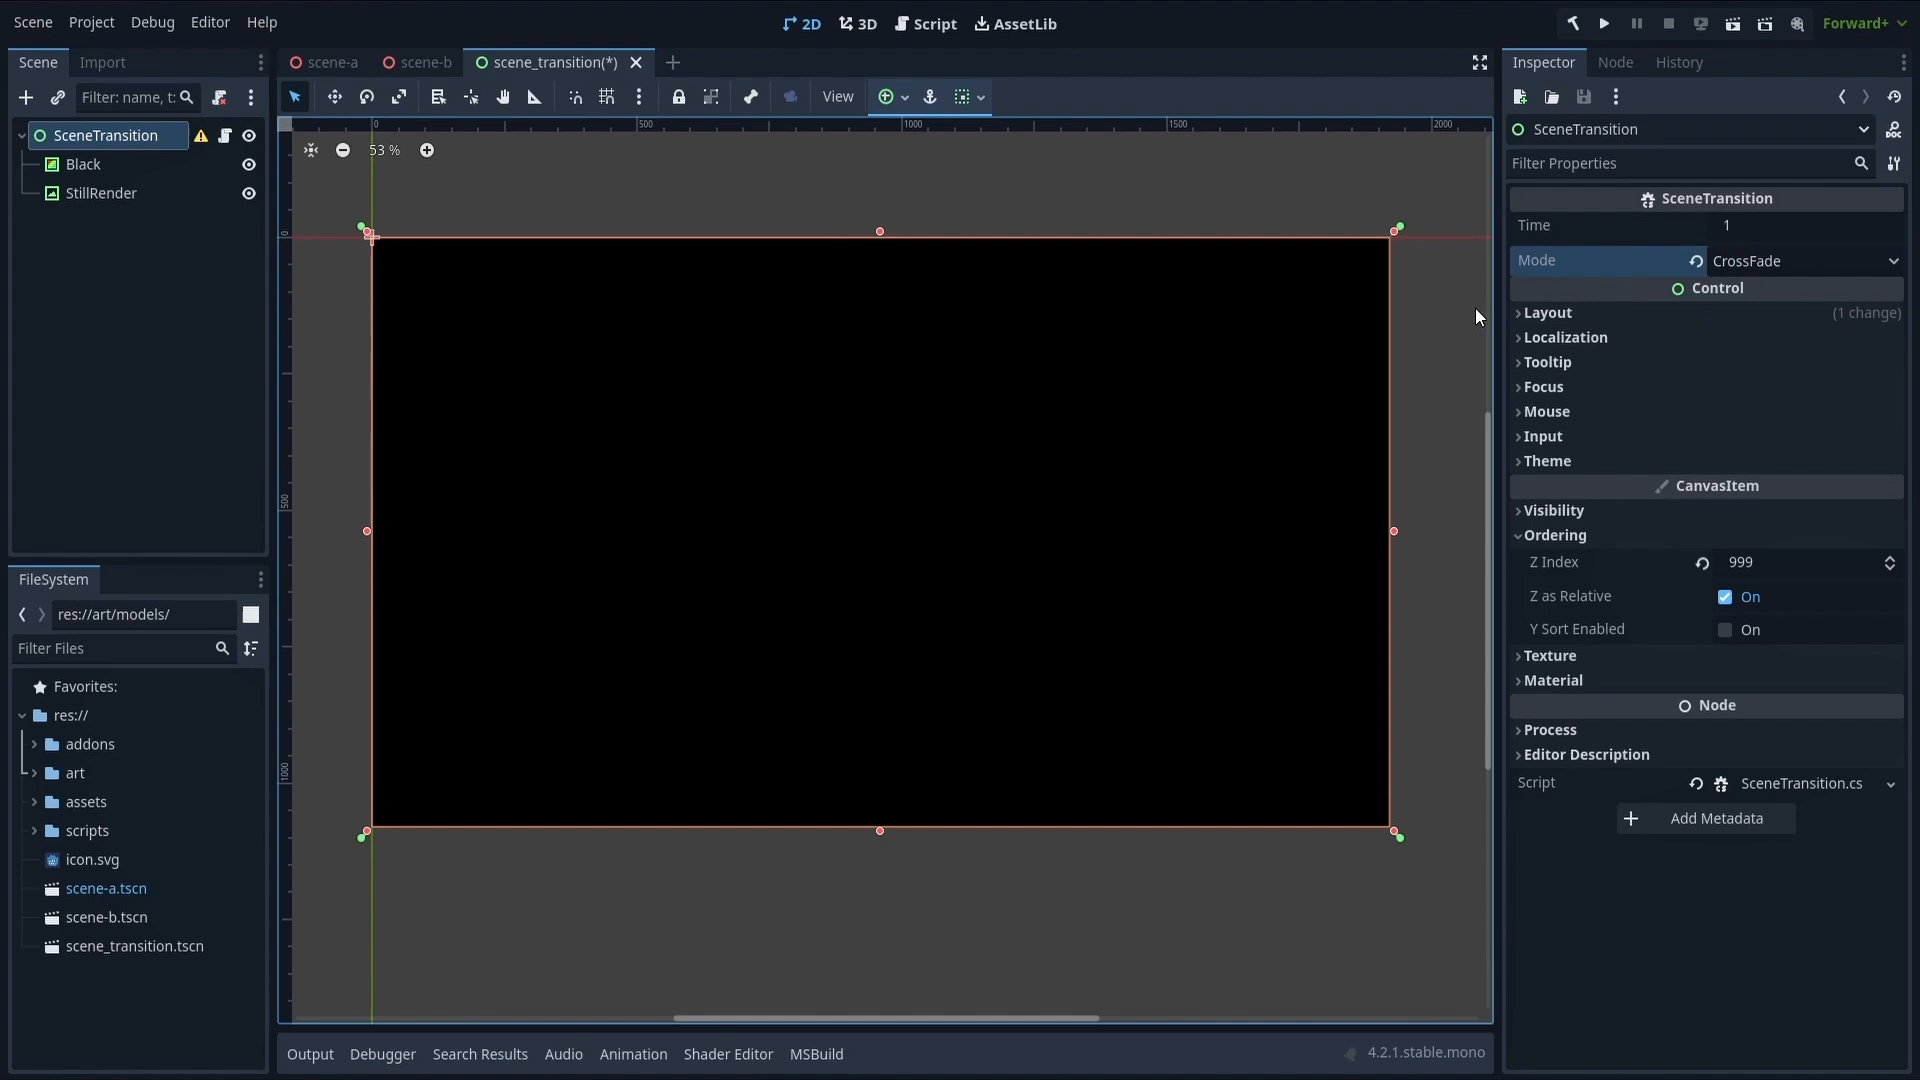 Scene Project Debug Editor Help
2D 3D Script AssetLib
Forward+
Scene Import
Filter: name, t:
SceneTransition
Black
StillRender
FileSystem
res://art/models/
Filter Files
Favorites:
res://
addons
art
assets
scripts
icon.svg
scene-a.tscn
scene-b.tscn
scene_transition.tscn
scene-a scene-b scene_transition(*)
View
0 500 1000 1500 2000
53 %
0
500
1000
Output Debugger Search Results Audio Animation Shader Editor MSBuild
4.2.1.stable.mono
Inspector Node History
SceneTransition
Filter Properties
SceneTransition
Time 1
Mode CrossFade
Control
Layout (1 change)
Localization
Tooltip
Focus
Mouse
Input
Theme
CanvasItem
Visibility
Ordering
Z Index 999
Z as Relative On
Y Sort Enabled On
Texture
Material
Node
Process
Editor Description
Script SceneTransition.cs
Add Metadata